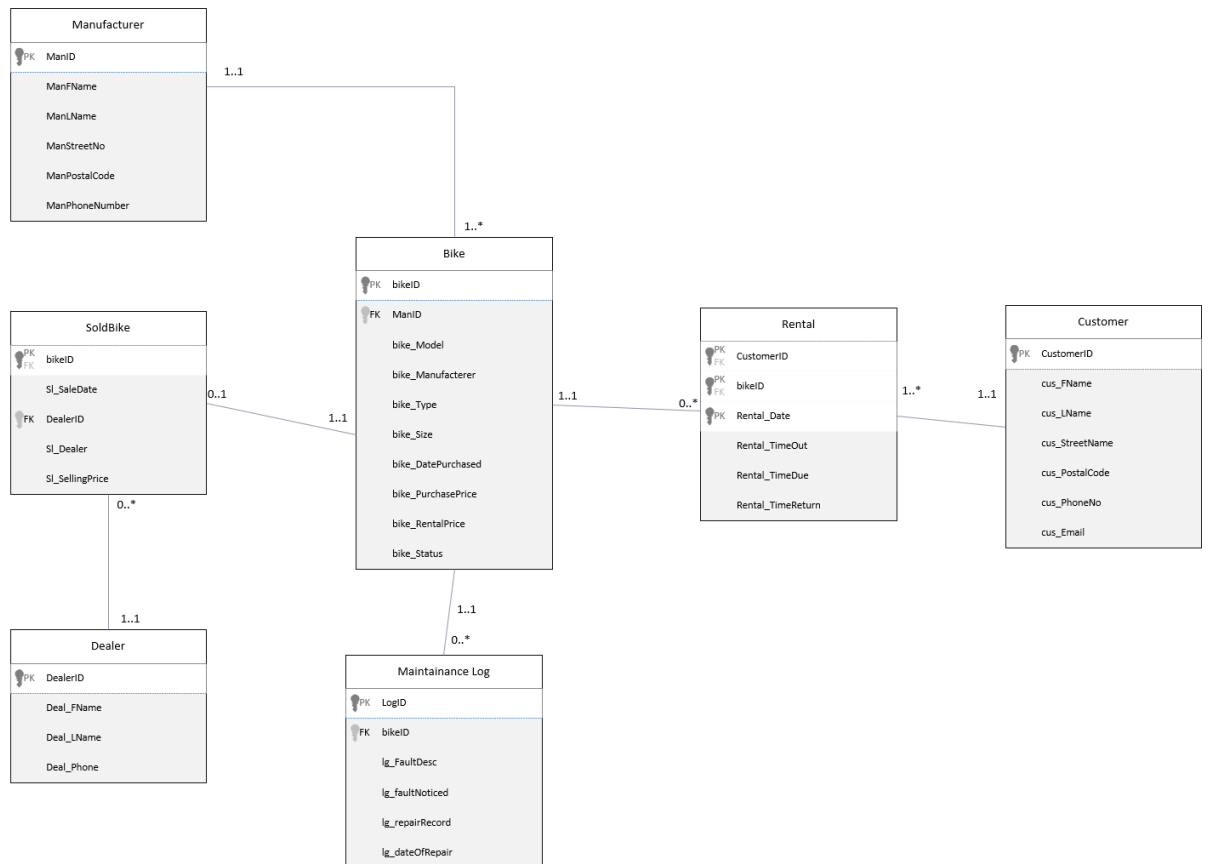 Manufacturer
PK ManID
ManFName
ManLName
ManStreetNo
ManPostalCode
ManPhoneNumber
1..1
1..*
Bike
PK bikeID
FK ManID
bike_Model
bike_Manufacterer
bike_Type
bike_Size
bike_DatePurchased
bike_PurchasePrice
bike_RentalPrice
bike_Status
SoldBike
PK
FK
bikeID
Sl_SaleDate
FK DealerID
Sl_Dealer
Sl_SellingPrice
0..1
1..1
0..*
1..1
Dealer
PK DealerID
Deal_FName
Deal_LName
Deal_Phone
1..1
0..*
Maintainance Log
PK LogID
FK bikeID
lg_FaultDesc
lg_faultNoticed
lg_repairRecord
lg_dateOfRepair
1..1
0..*
Rental
PK
FK
CustomerID
PK
FK
bikeID
PK Rental_Date
Rental_TimeOut
Rental_TimeDue
Rental_TimeReturn
1..*
1..1
Customer
PK CustomerID
cus_FName
cus_LName
cus_StreetName
cus_PostalCode
cus_PhoneNo
cus_Email